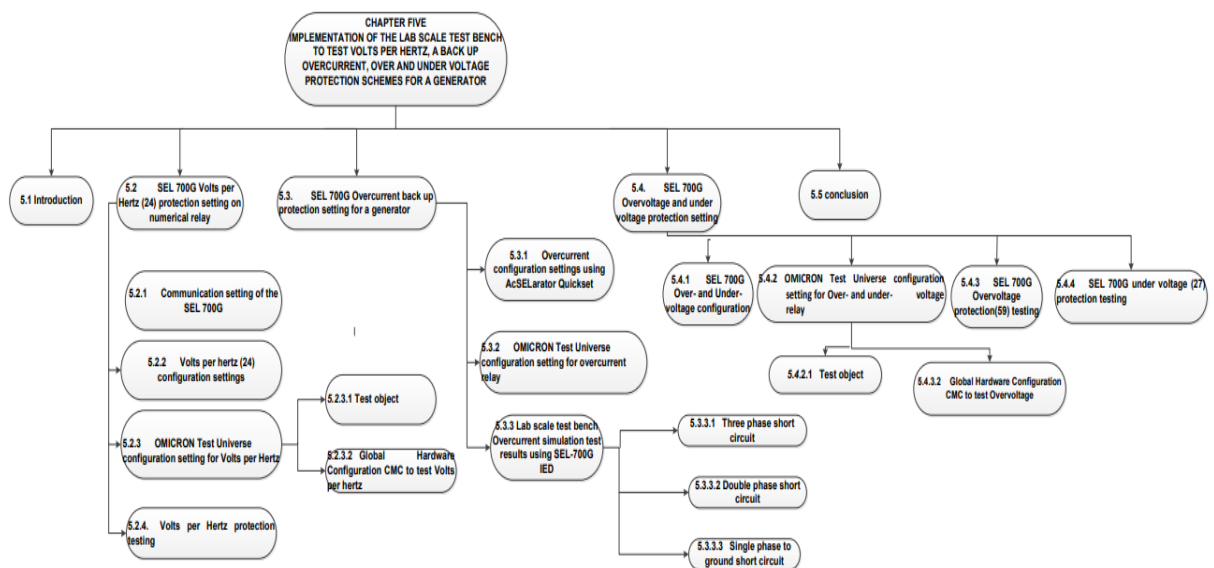 CHAPTER FIVE
IMPLEMENTATION OF THE LAB SCALE TEST BENCH
TO TEST VOLTS PER HERTZ, A BACK UP
OVERCURRENT, OVER AND UNDER VOLTAGE
PROTECTION SCHEMES FOR A GENERATOR
5.1 Introduction
5.2 SEL 700G Volts per
Hertz (24) protection setting on
numerical relay
5.3. SEL 700G Overcurrent back up
protection setting for a generator
5.4. SEL 700G
Overvoltage and under
voltage protection setting
5.5 conclusion
5.2.1 Communication setting of the
SEL 700G
5.2.2 Volts per hertz (24)
configuration settings
5.2.3 OMICRON Test Universe
configuration setting for Volts per Hertz
5.2.4. Volts per Hertz protection
testing
5.2.3.1 Test object
5.2.3.2 Global Hardware
Configuration CMC to test Volts
per hertz
5.3.1 Overcurrent
configuration settings using
AcSELarator Quickset
5.3.2 OMICRON Test Universe
configuration setting for overcurrent
relay
5.3.3 Lab scale test bench
Overcurrent simulation test
results using SEL-700G
IED
5.3.3.1 Three phase short
circuit
5.3.3.2 Double phase short
circuit
5.3.3.3 Single phase to
ground short circuit
5.4.1 SEL 700G
Over- and Under-
voltage configuration
5.4.2 OMICRON Test Universe configuration
setting for Over- and under- voltage
relay
5.4.3 SEL 700G
Overvoltage
protection(59) testing
5.4.4 SEL 700G under voltage (27)
protection testing
5.4.2.1 Test object
5.4.3.2 Global Hardware Configuration
CMC to test Overvoltage